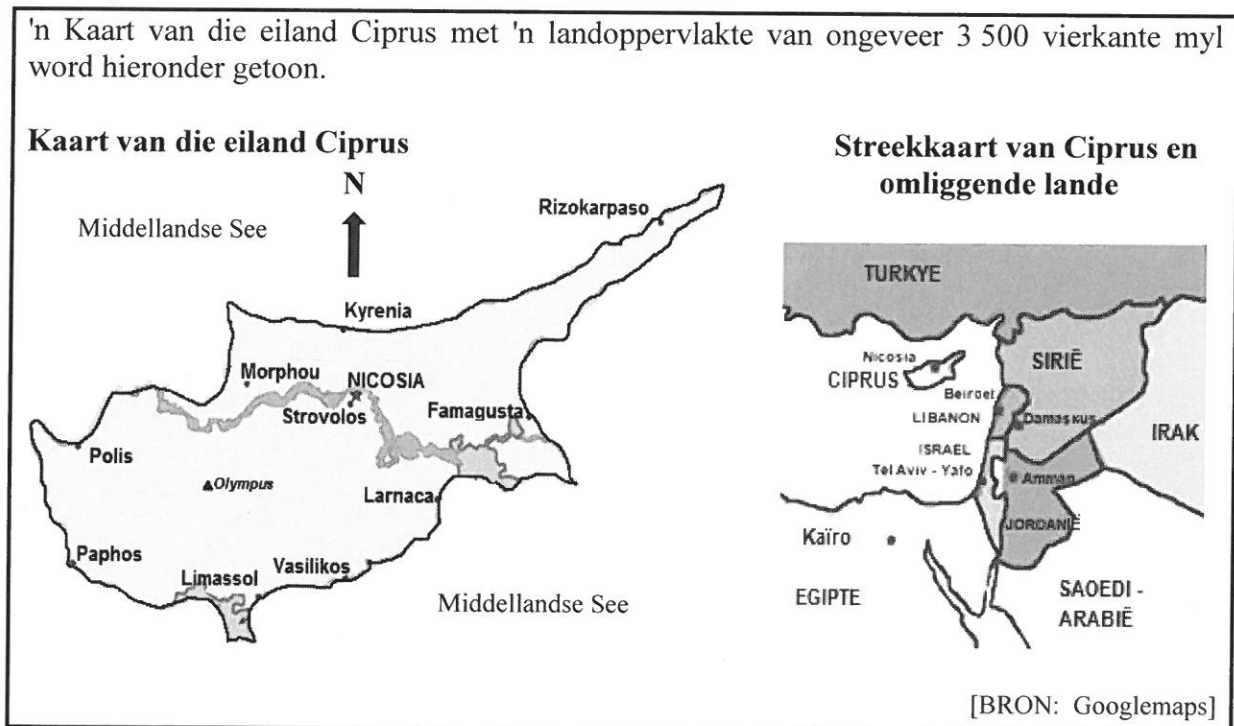 'n Kaart van die eiland Ciprus met 'n landoppervlakte van ongeveer 3 500 vierkante myl
word hieronder getoon.
Kaart van die eiland Ciprus
N
Middellandse See
Rizokarpaso
Kyrenia
Morphou
NICOSIA
Strovolos
Famagusta
Polis
Olympus
Larnaca
Paphos
Vasilikos
Limassol
Middellandse See
Streekkaart van Ciprus en
omliggende lande
TURKYE
Nicosia
CIPRUS
SIRIË
Beiroet
LIBANON
Damaskus
IRAK
ISRAEL
Tel Aviv - Yafo
Amman
JORDANIË
Kaïro
EGIPTE
SAOEDI -
ARABIË
[BRON: Googlemaps]